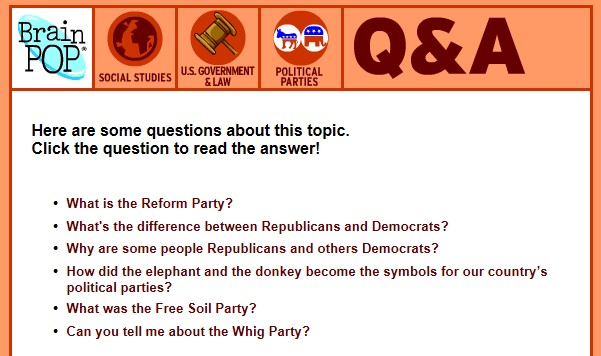 Brain
POP®
SOCIAL STUDIES
U.S. GOVERNMENT
& LAW
POLITICAL
PARTIES
Q&A
Here are some questions about this topic.
Click the question to read the answer!
• What is the Reform Party?
• What's the difference between Republicans and Democrats?
• Why are some people Republicans and others Democrats?
• How did the elephant and the donkey become the symbols for our country’s
political parties?
• What was the Free Soil Party?
• Can you tell me about the Whig Party?